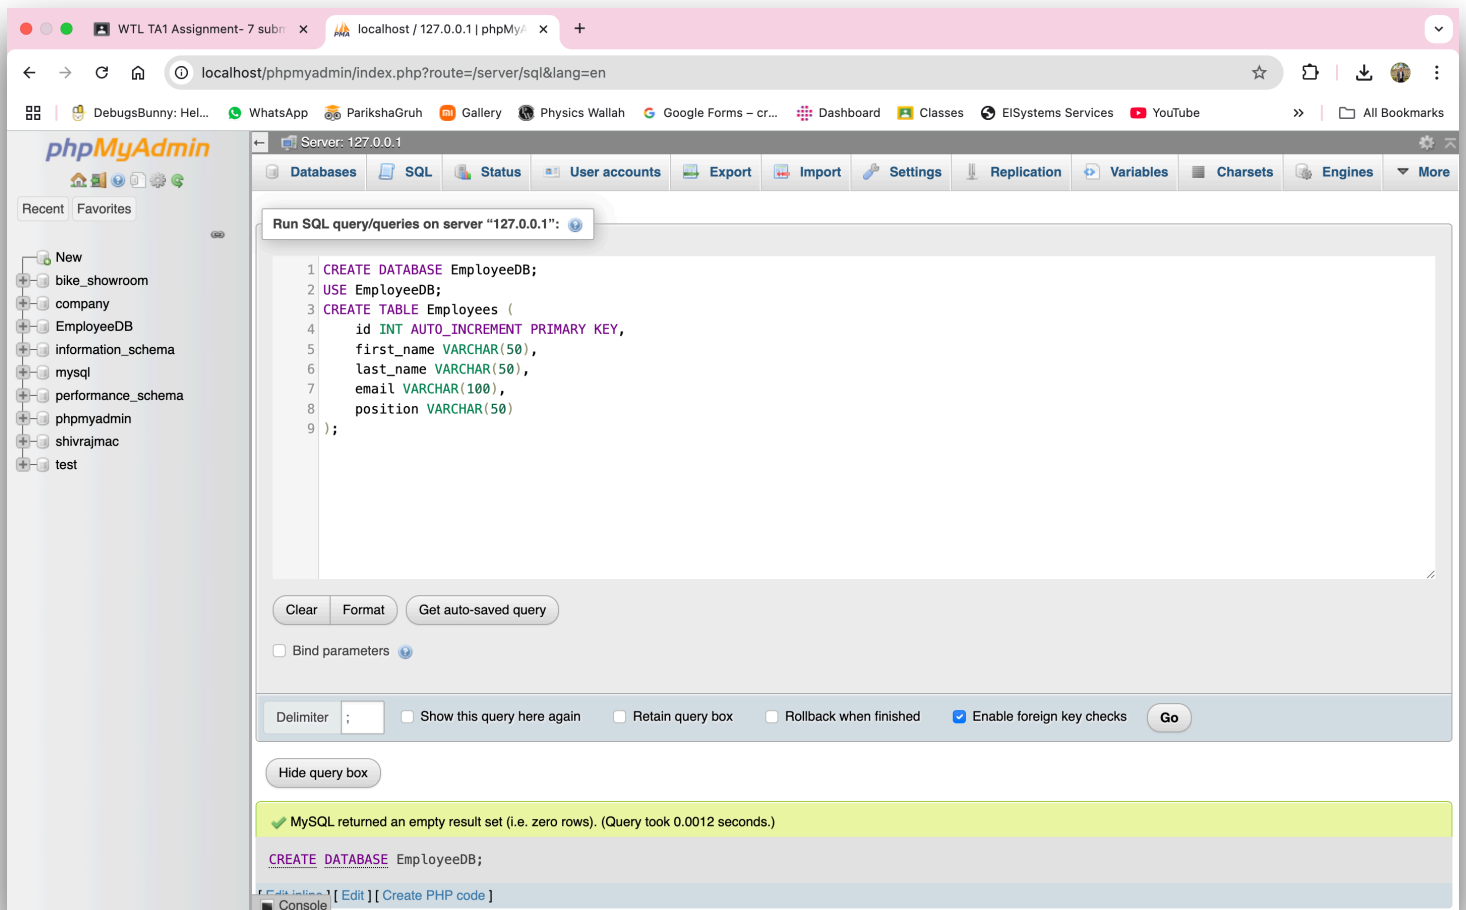 WTL TA1 Assignment- 7 subm
localhost / 127.0.0.1 | phpMyA
localhost/phpmyadmin/index.php?route=/server/sql&lang=en
DebugsBunny: Hel...
WhatsApp
ParikshaGruh
Gallery
Physics Wallah
Google Forms – cr...
Dashboard
Classes
EISystems Services
YouTube
All Bookmarks
phpMyAdmin
Recent
Favorites
New
bike_showroom
company
EmployeeDB
information_schema
mysql
performance_schema
phpmyadmin
shivrajmac
test
Server: 127.0.0.1
Databases
SQL
Status
User accounts
Export
Import
Settings
Replication
Variables
Charsets
Engines
More
Run SQL query/queries on server “127.0.0.1”:
1 CREATE DATABASE EmployeeDB;
2 USE EmployeeDB;
3 CREATE TABLE Employees (
4     id INT AUTO_INCREMENT PRIMARY KEY,
5     first_name VARCHAR(50),
6     last_name VARCHAR(50),
7     email VARCHAR(100),
8     position VARCHAR(50)
9 );
Clear
Format
Get auto-saved query
Bind parameters
Delimiter ;
Show this query here again
Retain query box
Rollback when finished
Enable foreign key checks
Go
Hide query box
MySQL returned an empty result set (i.e. zero rows). (Query took 0.0012 seconds.)
CREATE DATABASE EmployeeDB;
[ Edit inline ] [ Edit ] [ Create PHP code ]
Console